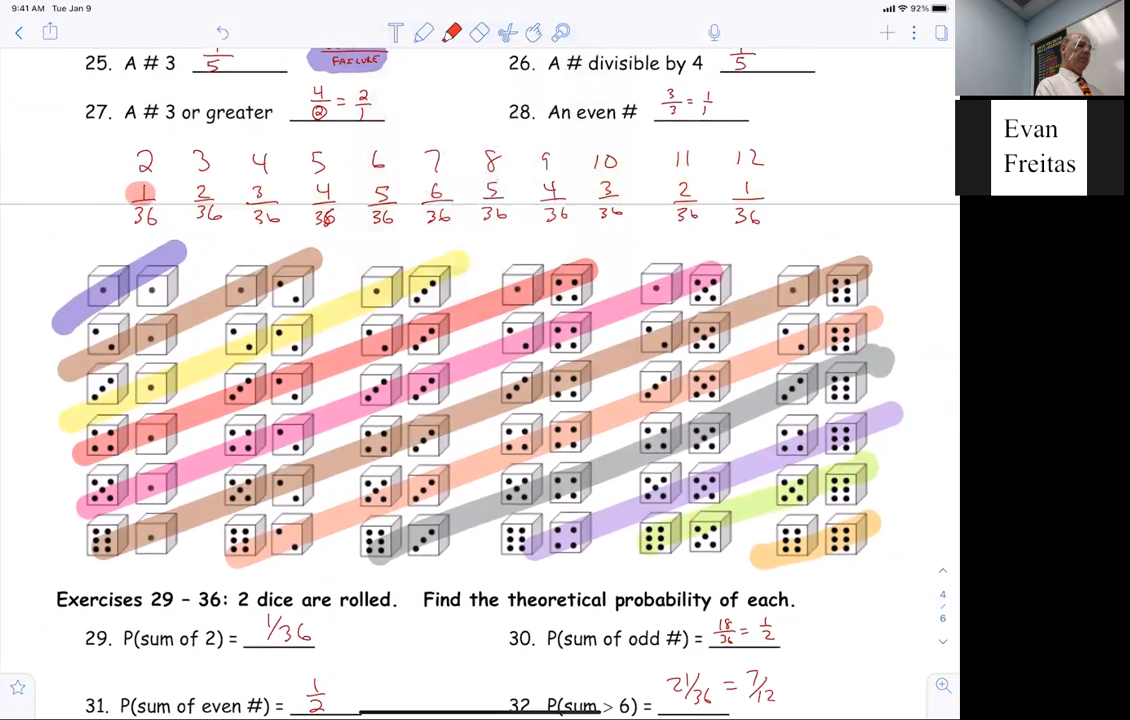 9:41 AM Tue Jan 9
92%
FAILURE
25. A # 3 1/5
26. A # divisible by 4 1/5
27. A # 3 or greater 4/2 = 2/1
28. An even # 3/3 = 1/1
2 3 4 5 6 7 8 9 10 11 12
1/36 2/36 3/36 4/36 5/36 6/36 5/36 4/36 3/36 2/36 1/36
Exercises 29 - 36: 2 dice are rolled. Find the theoretical probability of each.
29. P(sum of 2) = 1/36
30. P(sum of odd #) = 18/36 = 1/2
31. P(sum of even #) = 1/2
32 P(sum > 6) = 21/36 = 7/12
4
/
6
Evan
Freitas